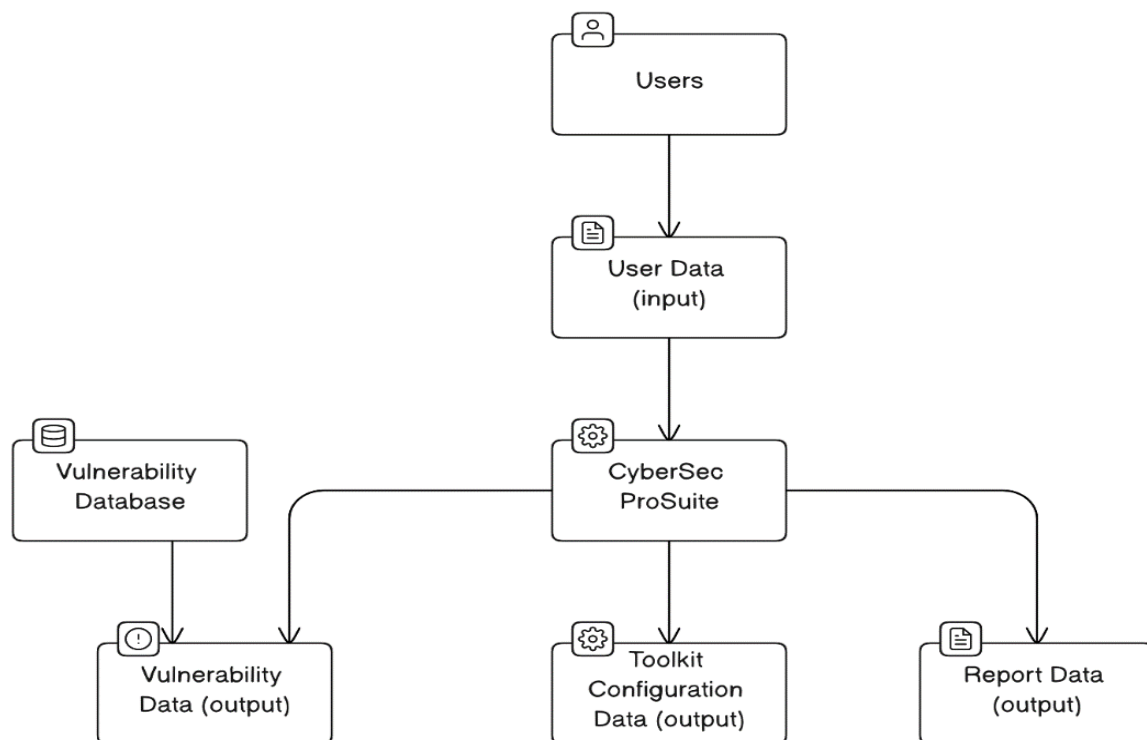 Users
User Data
(input)
Vulnerability
Database
CyberSec
ProSuite
Vulnerability
Data (output)
Toolkit
Configuration
Data (output)
Report Data
(output)